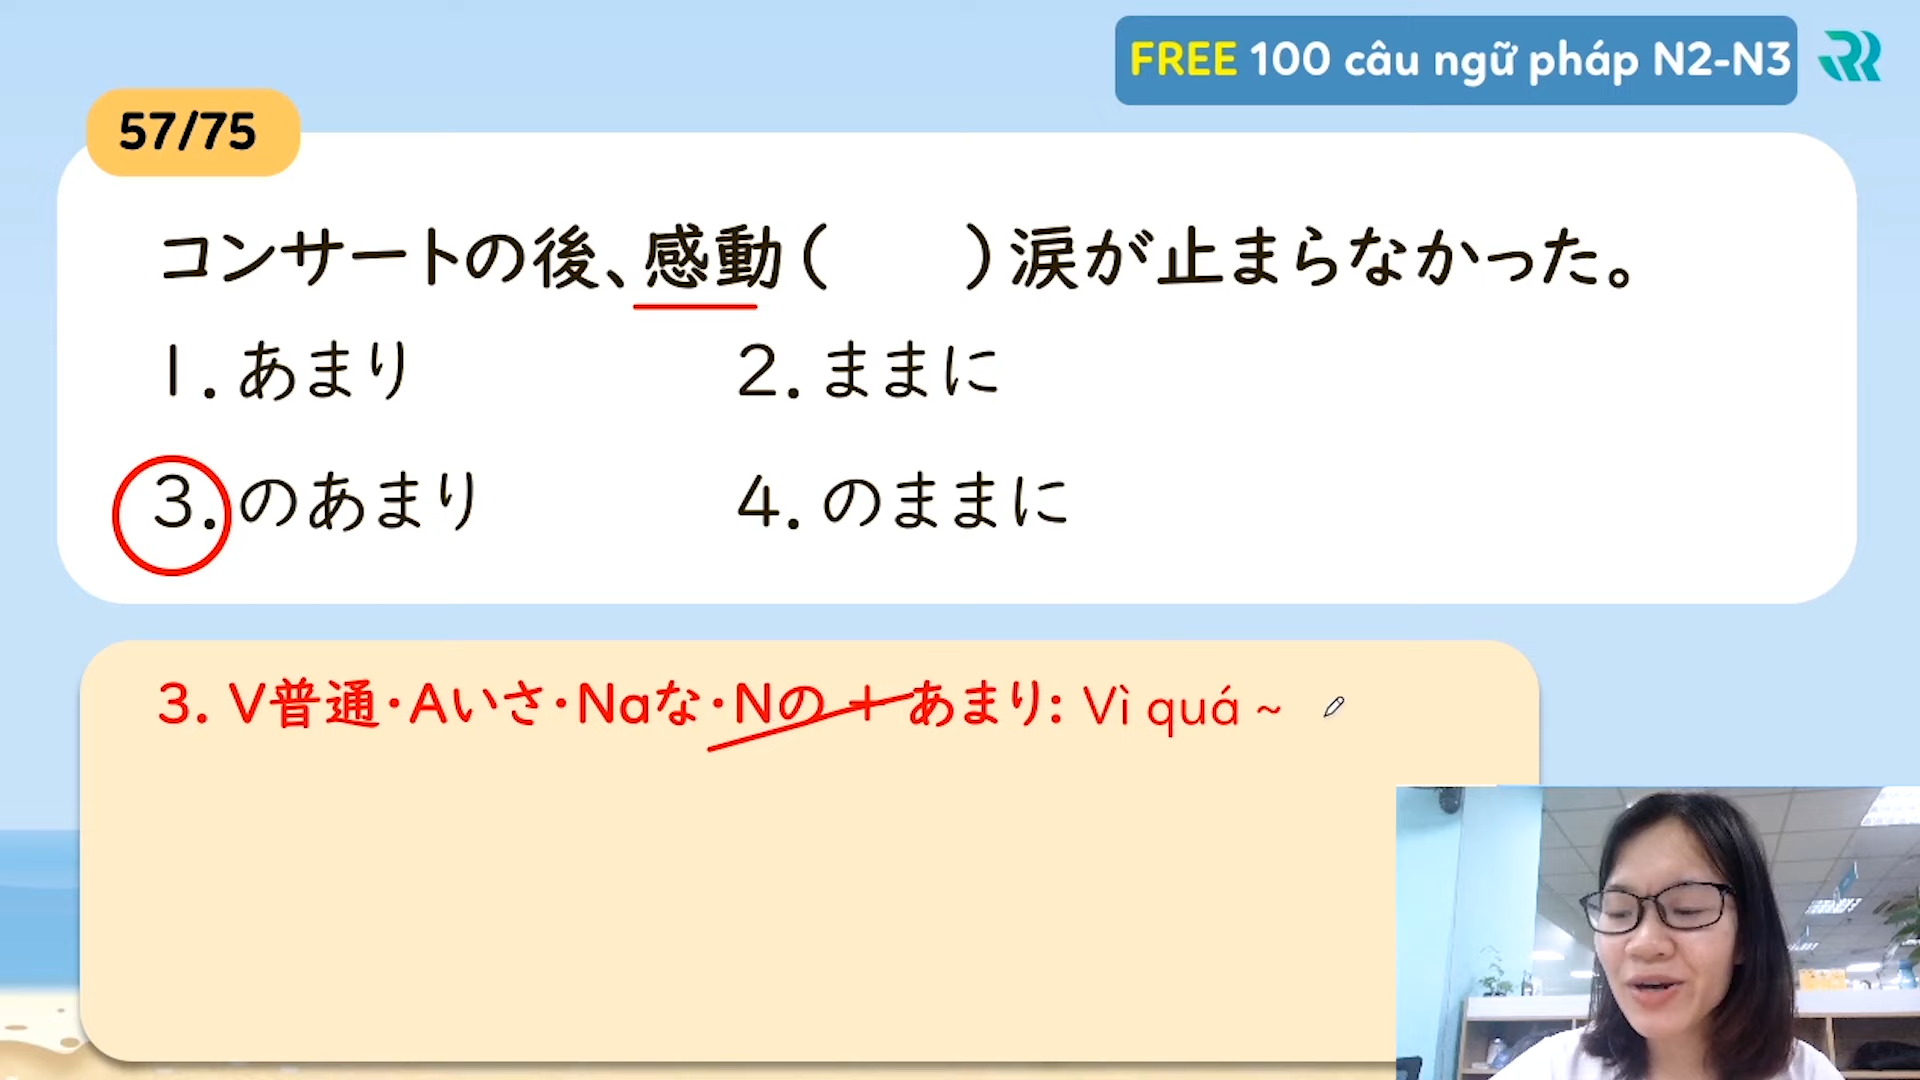 FREE 100 câu ngữ pháp N2-N3
57/75
コンサートの後、感動(　　)涙が止まらなかった。
1. あまり
2. ままに
3. のあまり
4. のままに
3. V普通・Aいさ・Naな・Nの + あまり: Vì quá ~